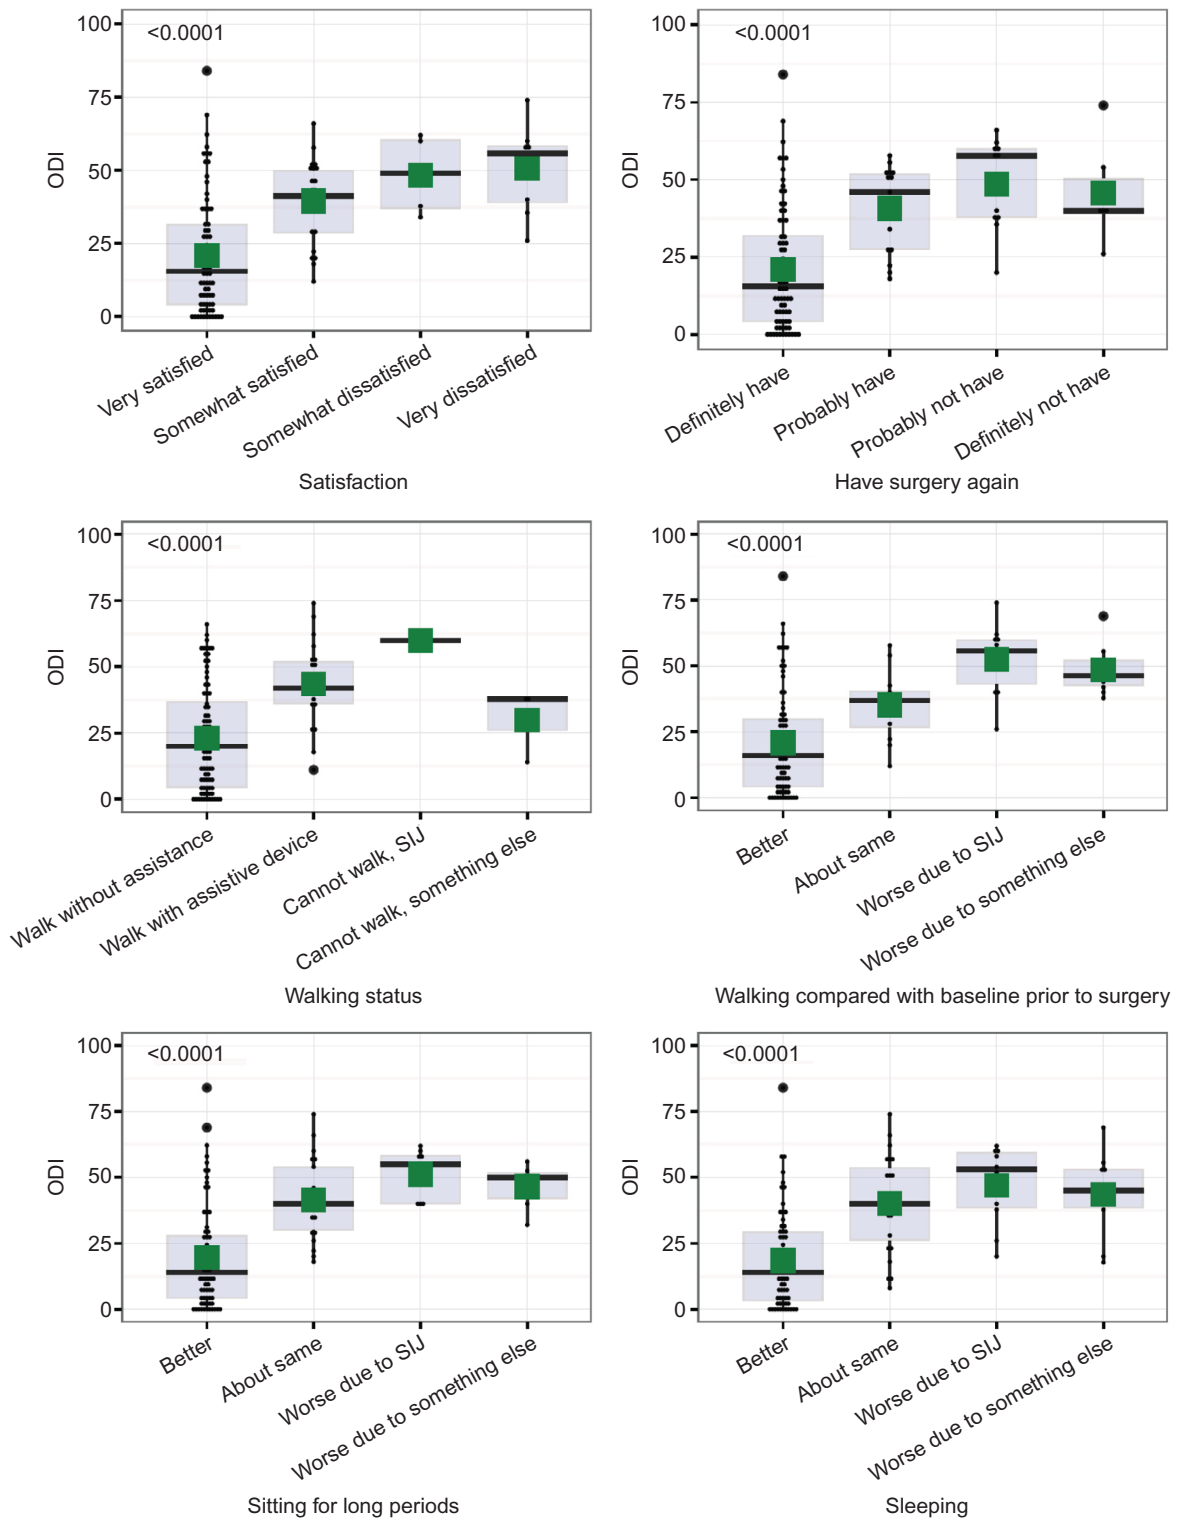 100
75
50
25
0
ODI
<0.0001
Very satisfied
Somewhat satisfied
Somewhat dissatisfied
Very dissatisfied
Satisfaction
100
75
50
25
0
ODI
<0.0001
Definitely have
Probably have
Probably not have
Definitely not have
Have surgery again
100
75
50
25
0
ODI
<0.0001
Walk without assistance
Walk with assistive device
Cannot walk, SIJ
Cannot walk, something else
Walking status
100
75
50
25
0
ODI
<0.0001
Better
About same
Worse due to SIJ
Worse due to something else
Walking compared with baseline prior to surgery
100
75
50
25
0
ODI
<0.0001
Better
About same
Worse due to SIJ
Worse due to something else
Sitting for long periods
100
75
50
25
0
ODI
<0.0001
Better
About same
Worse due to SIJ
Worse due to something else
Sleeping